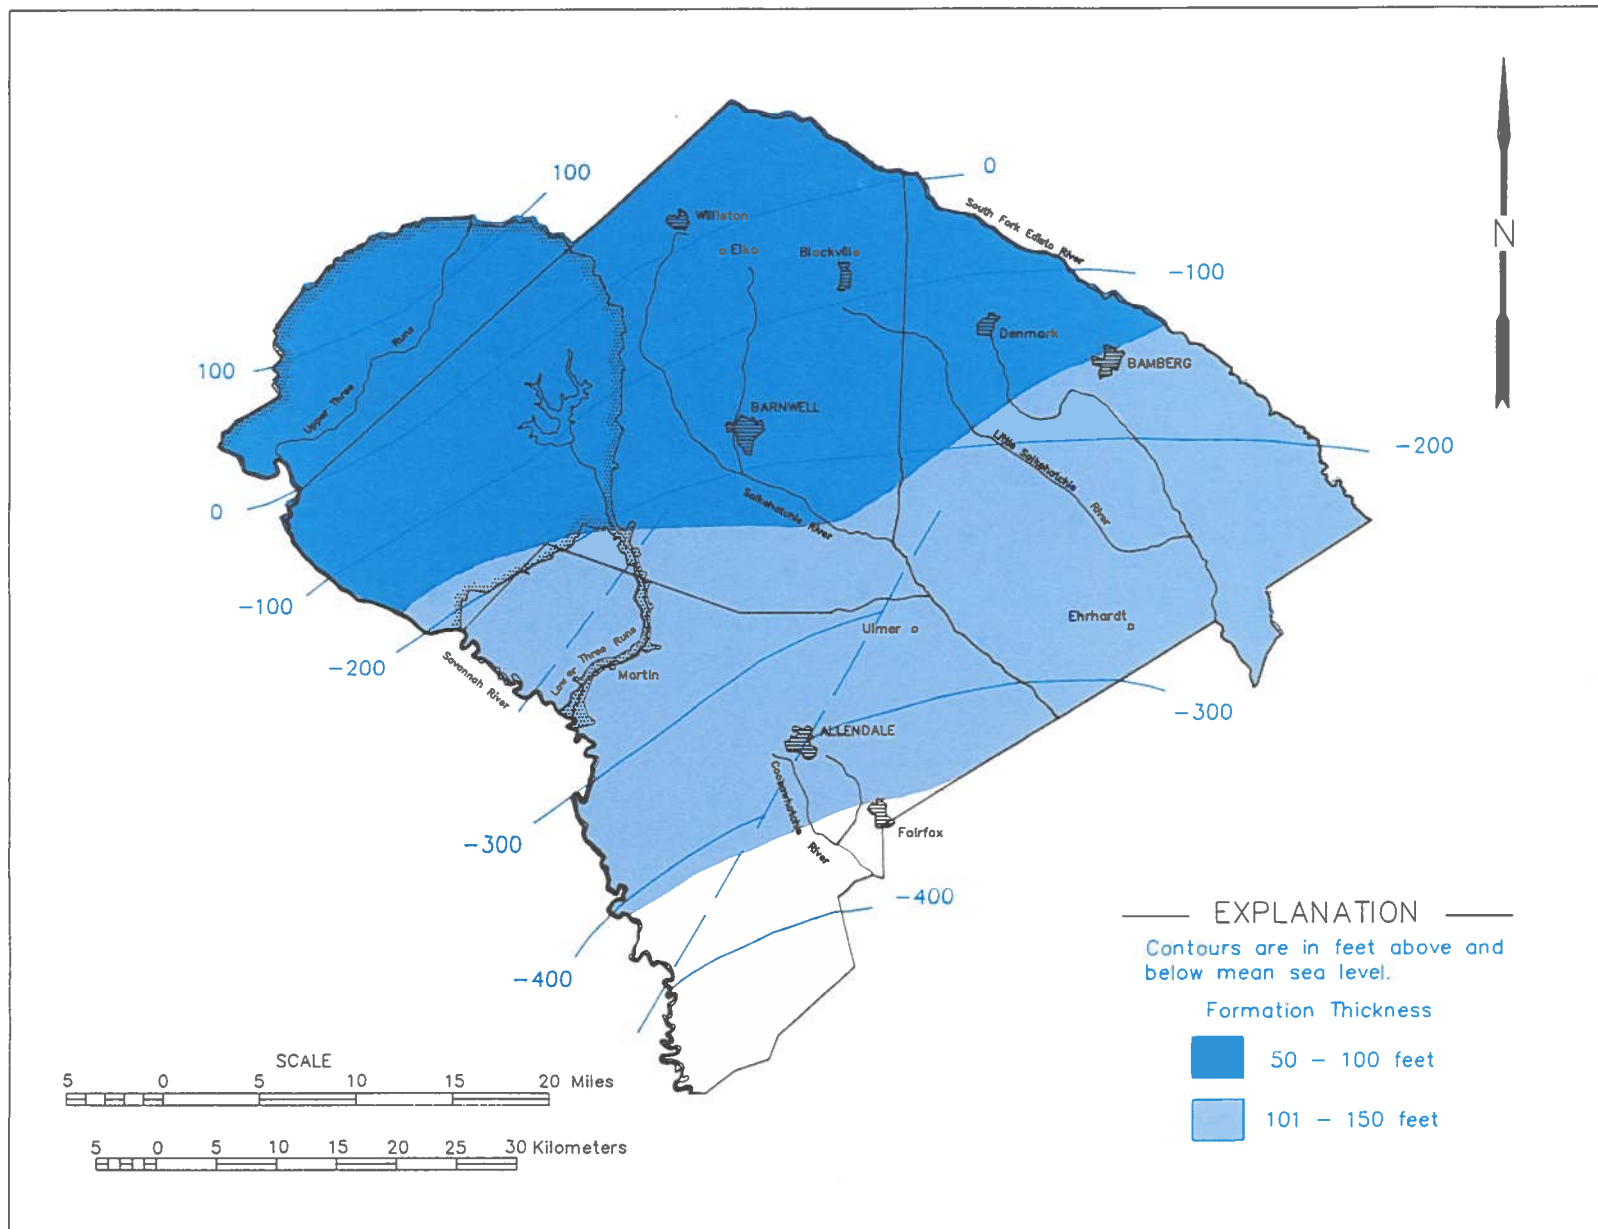 100
0
South Fork Edisto River
Williston
Elko
Blackville
-100
Denmark
BAMBERG
100
Upper Three
Runs
BARNWELL
-200
Little Salkehatchie
River
Salkehatchie River
0
-100
Ehrhardt
Ulmer
-200
Savannah River
Lower Three Runs
Martin
-300
ALLENDALE
Coosawhatchie
River
Fairfax
-300
-400
-400
EXPLANATION
Contours are in feet above and
below mean sea level.
Formation Thickness
50 - 100 feet
101 - 150 feet
N
SCALE
5 0 5 10 15 20 Miles
5 0 5 10 15 20 25 30 Kilometers